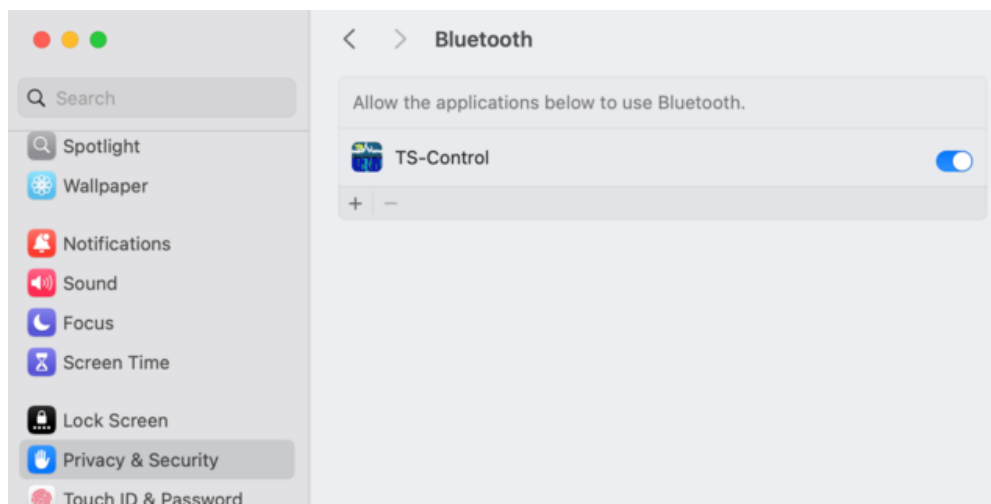 Bluetooth
Search
Allow the applications below to use Bluetooth.
Spotlight
TS-Control
Wallpaper
Notifications
Sound
Focus
Screen Time
Lock Screen
Privacy & Security
Touch ID & Password